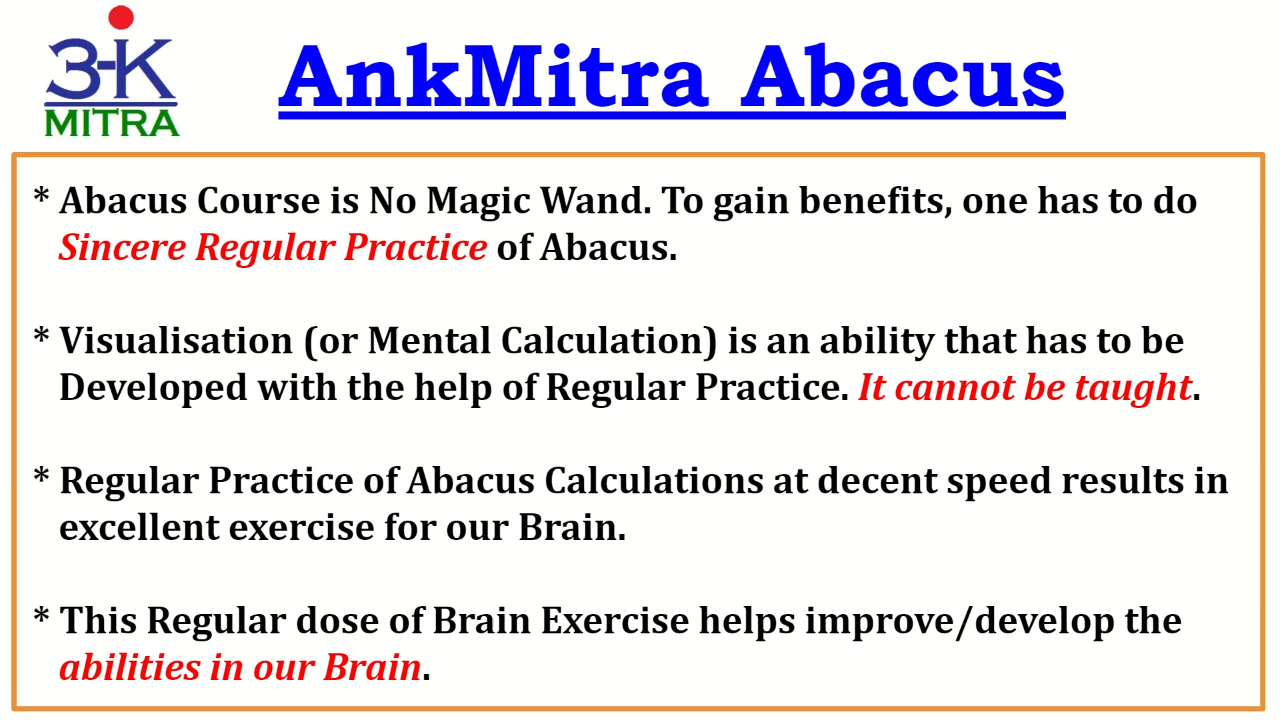 अंK
MITRA
AnkMitra Abacus
* Abacus Course is No Magic Wand. To gain benefits, one has to do
Sincere Regular Practice of Abacus.
* Visualisation (or Mental Calculation) is an ability that has to be
Developed with the help of Regular Practice. It cannot be taught.
* Regular Practice of Abacus Calculations at decent speed results in
excellent exercise for our Brain.
* This Regular dose of Brain Exercise helps improve/develop the
abilities in our Brain.